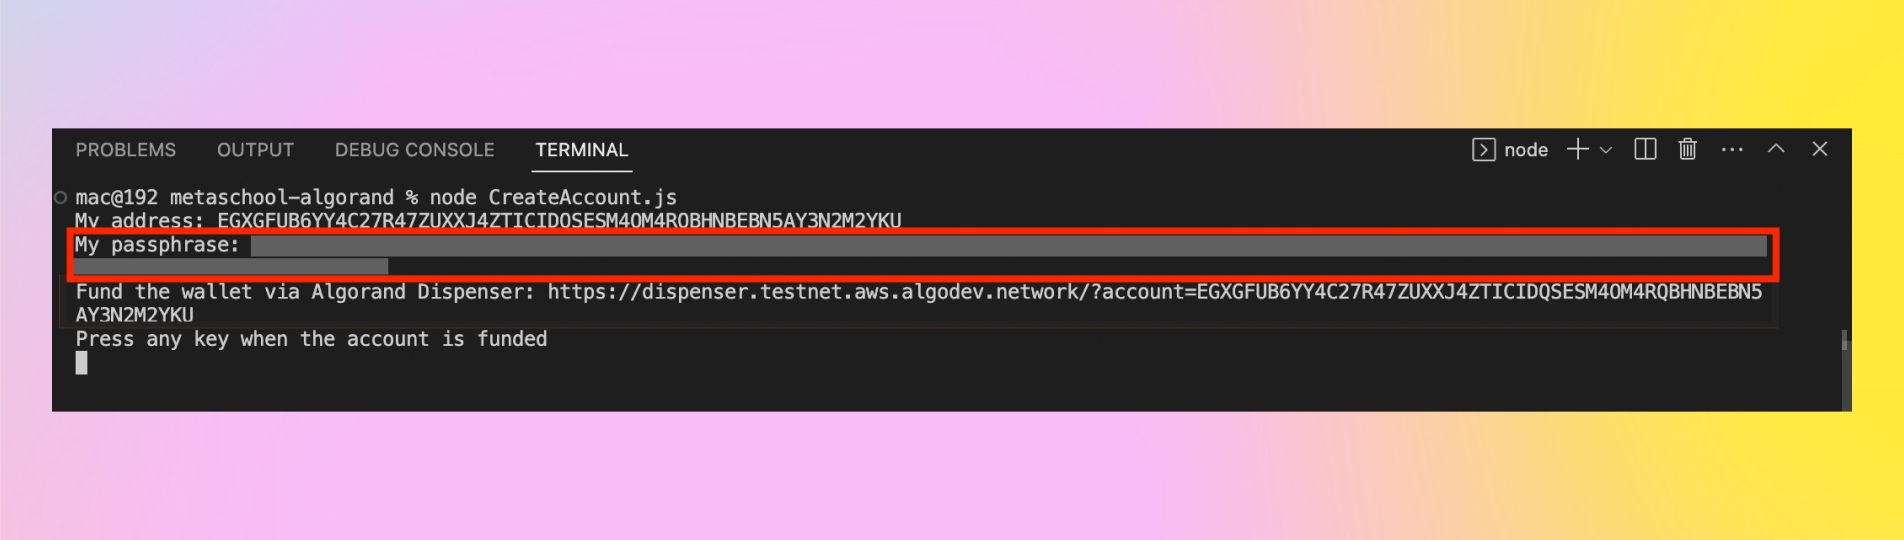 PROBLEMS OUTPUT DEBUG CONSOLE TERMINAL node
mac@192 metaschool-algorand % node CreateAccount.js
My address: EGXGFUB6YY4C27R47ZUXXJ4ZTICIDQSESM4OM4RQBHNBEBN5AY3N2M2YKU
My passphrase:
Fund the wallet via Algorand Dispenser: https://dispenser.testnet.aws.algodev.network/?account=EGXGFUB6YY4C27R47ZUXXJ4ZTICIDQSESM4OM4RQBHNBEBN5
AY3N2M2YKU
Press any key when the account is funded